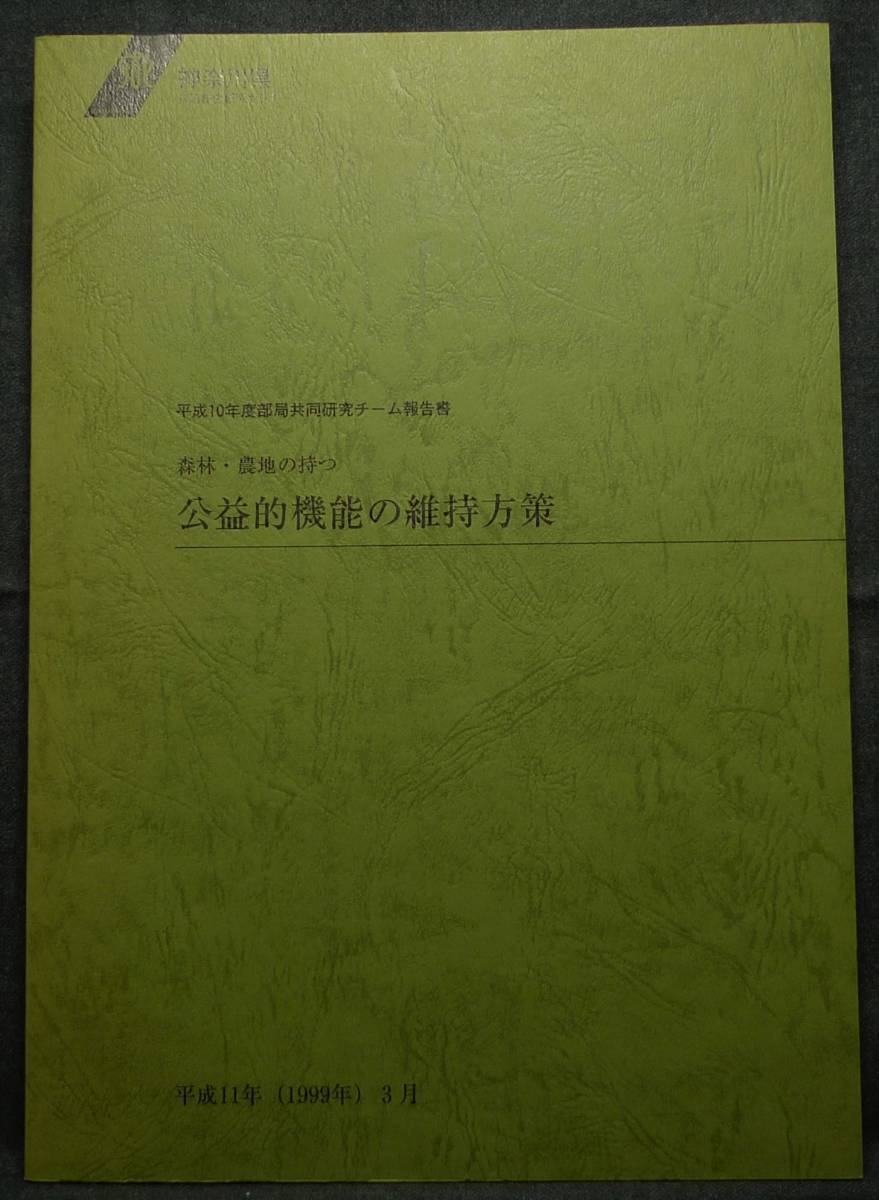 神奈川県
平成10年度部局共同研究チーム報告書
森林・農地の持つ
公益的機能の維持方策
平成11年（1999年）3月